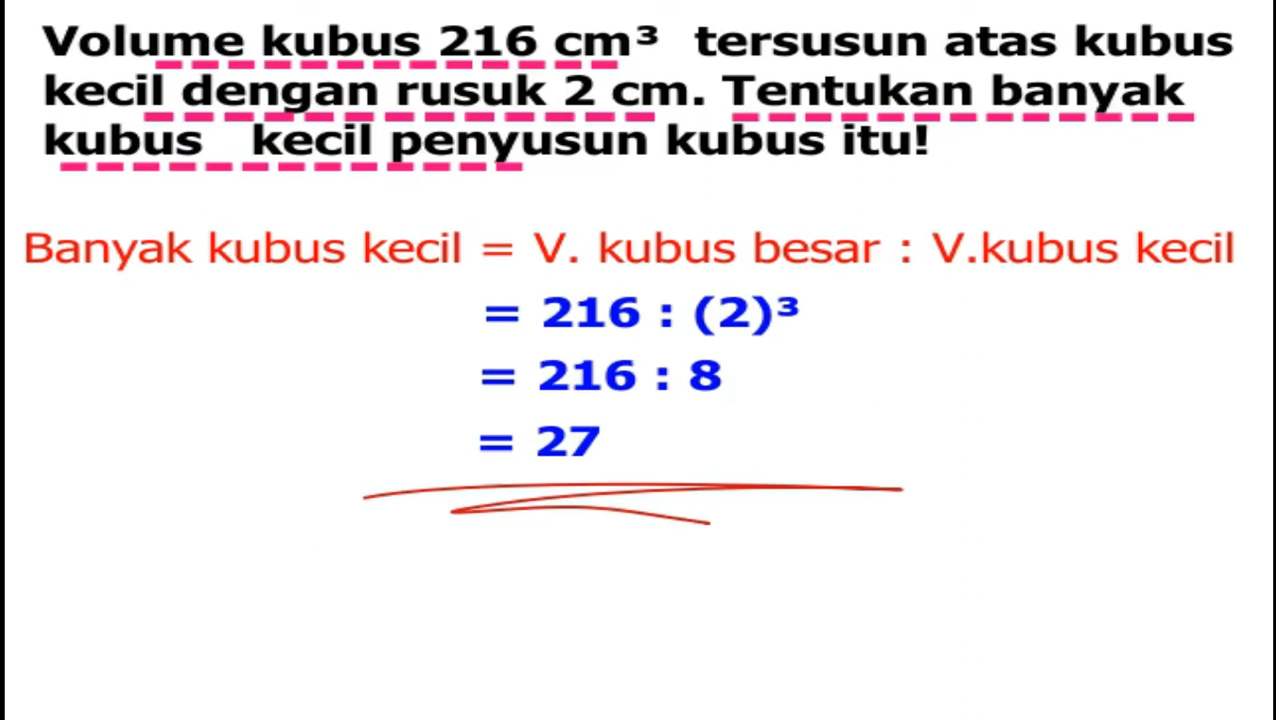 Volume kubus 216 cm³ tersusun atas kubus
kecil dengan rusuk 2 cm. Tentukan banyak
kubus kecil penyusun kubus itu!
Banyak kubus kecil = V. kubus besar : V.kubus kecil
= 216 : (2)³
= 216 : 8
= 27